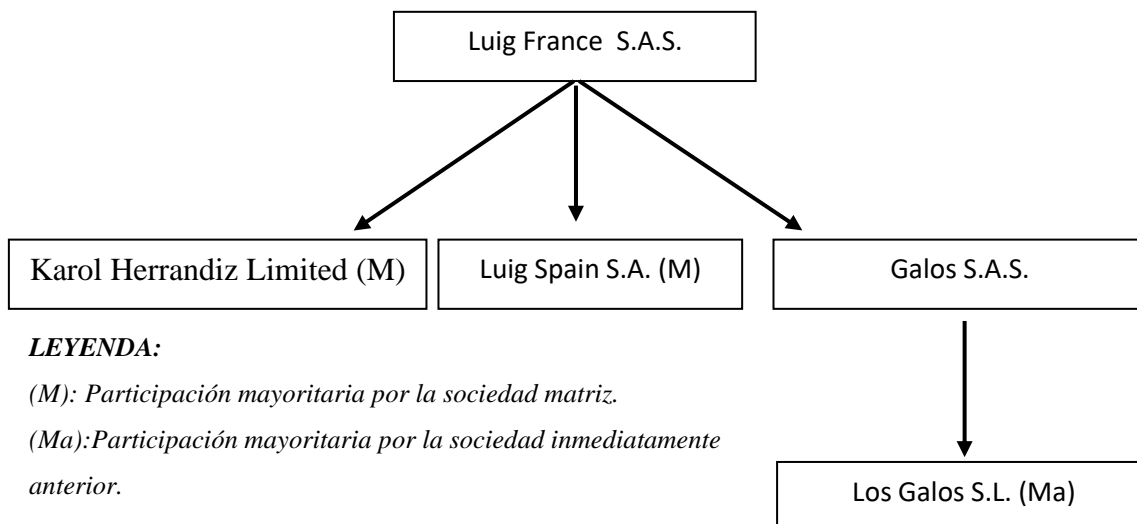 Luig France  S.A.S.
Karol Herrandiz Limited (M)
Luig Spain S.A. (M)
Galos S.A.S.
LEYENDA:
(M): Participación mayoritaria por la sociedad matriz.
(Ma):Participación mayoritaria por la sociedad inmediatamente
anterior.
Los Galos S.L. (Ma)